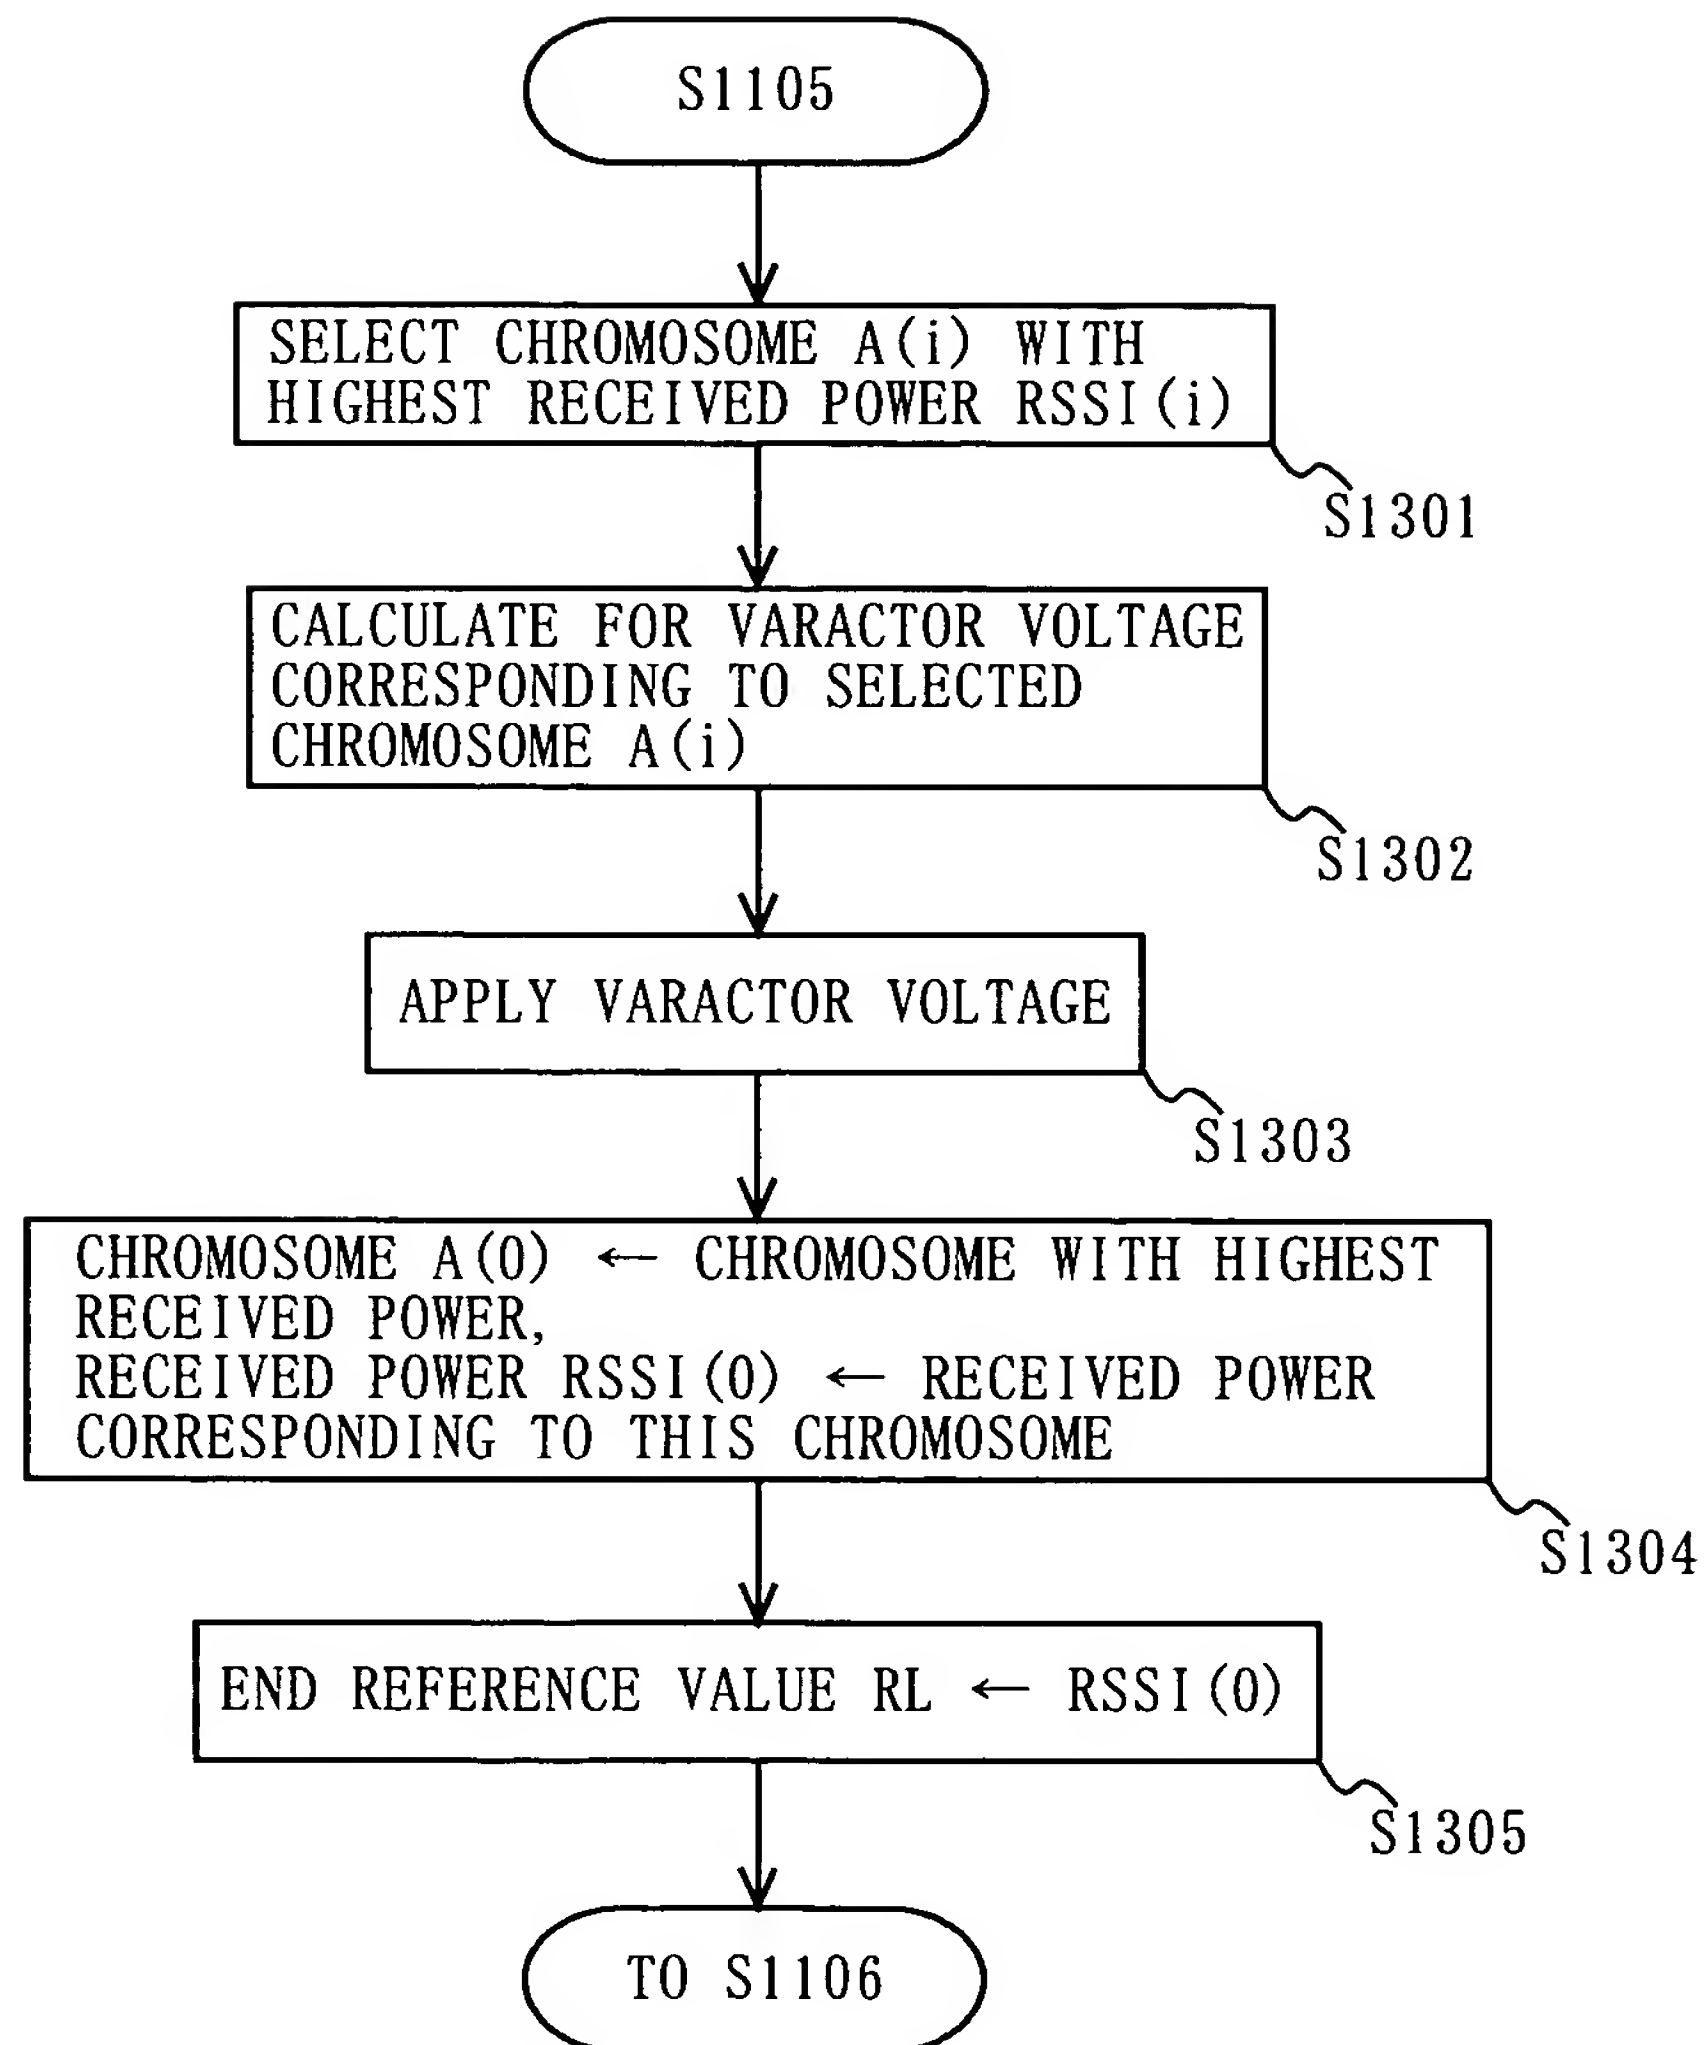 S1105
SELECT CHROMOSOME A(i) WITH
HIGHEST RECEIVED POWER RSSI(i)
S1301
CALCULATE FOR VARACTOR VOLTAGE
CORRESPONDING TO SELECTED
CHROMOSOME A(i)
S1302
APPLY VARACTOR VOLTAGE
S1303
CHROMOSOME A(0) ← CHROMOSOME WITH HIGHEST
RECEIVED POWER,
RECEIVED POWER RSSI(0) ← RECEIVED POWER
CORRESPONDING TO THIS CHROMOSOME
S1304
END REFERENCE VALUE RL ← RSSI(0)
S1305
TO S1106